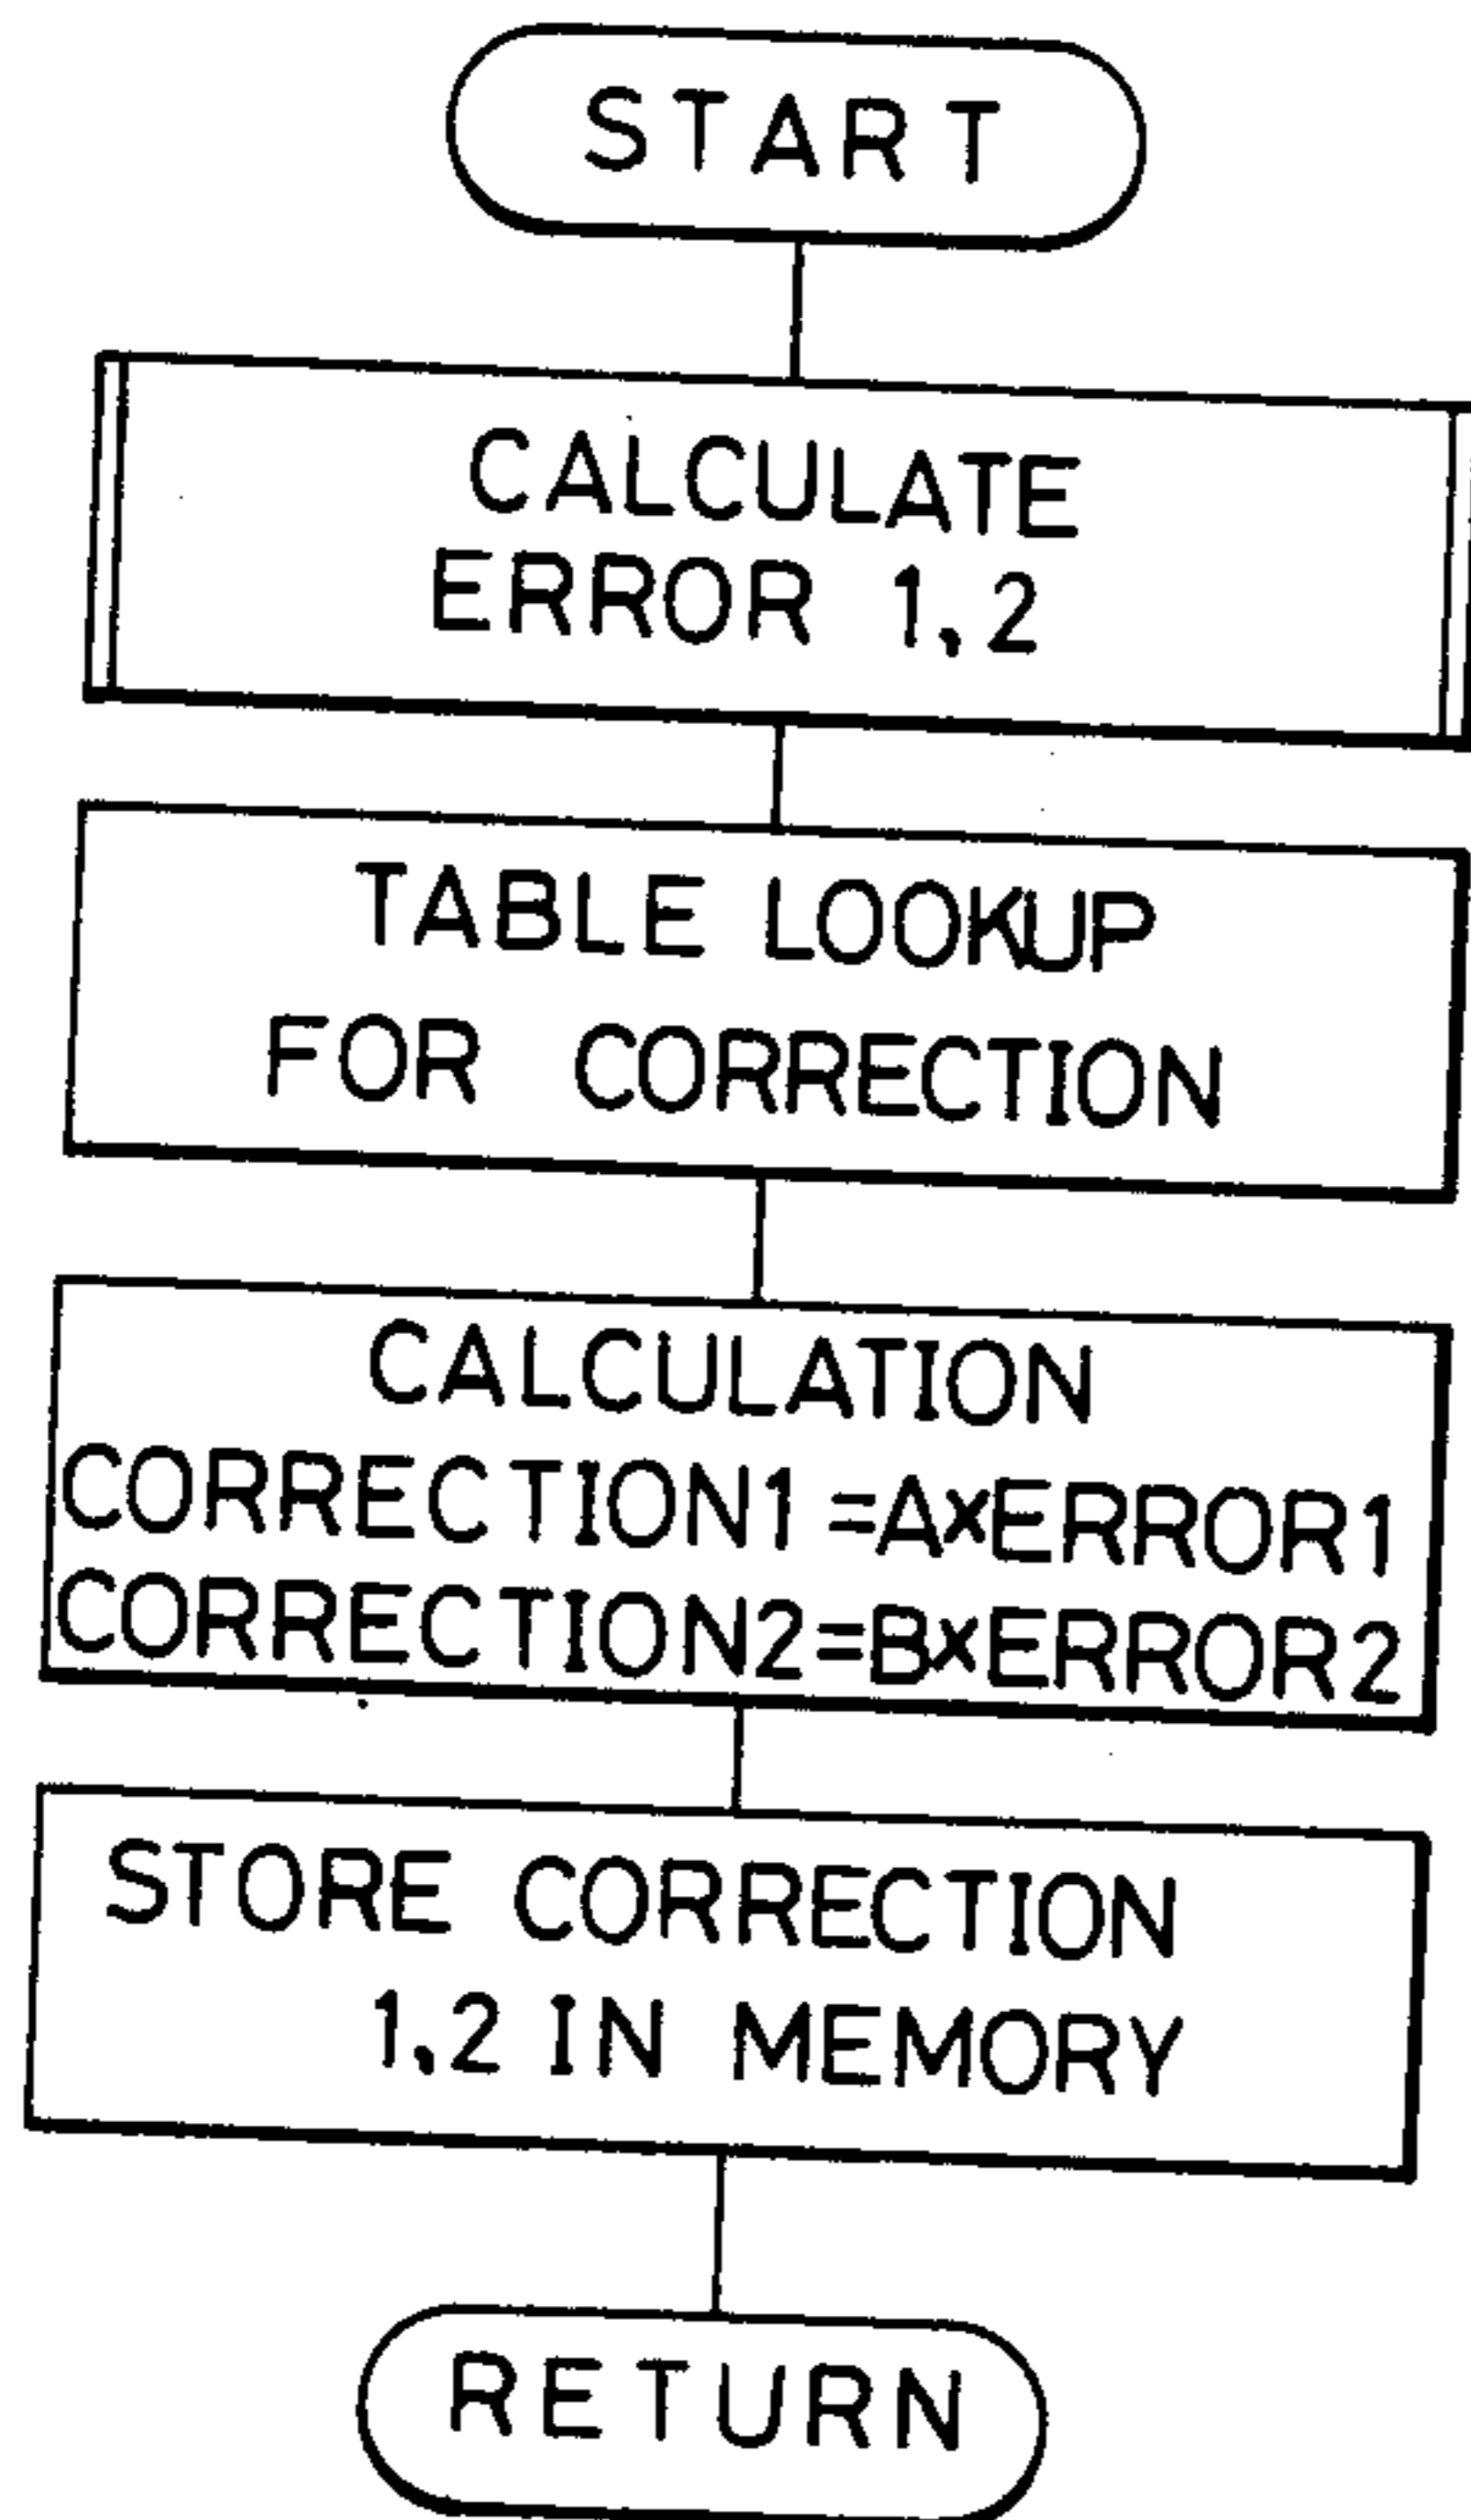 START
CALCULATE
ERROR 1,2
TABLE LOOKUP
FOR CORRECTION
CALCULATION
CORRECTION1=A×ERROR1
CORRECTION2=B×ERROR2
STORE CORRECTION
1,2 IN MEMORY
RETURN